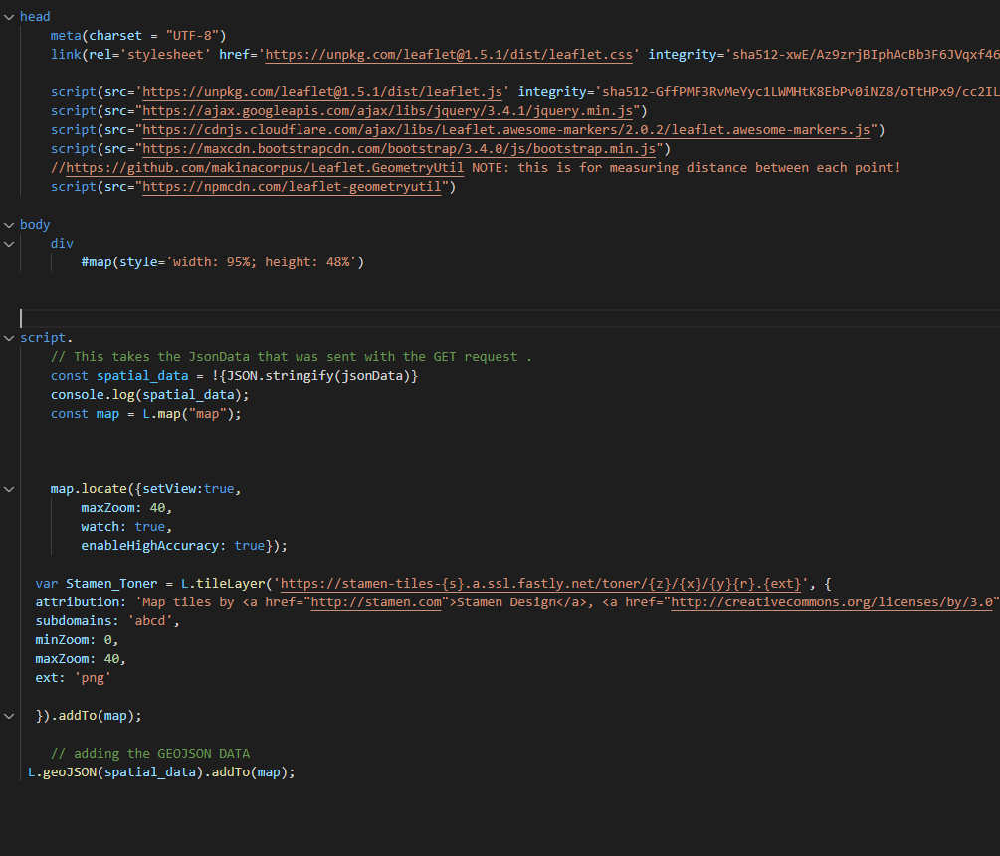 head
meta(charset = "UTF-8")
link(rel='stylesheet' href='https://unpkg.com/leaflet@1.5.1/dist/leaflet.css' integrity='sha512-xwE/Az9zrjBIphAcBb3F6JVqxf46
script(src='https://unpkg.com/leaflet@1.5.1/dist/leaflet.js' integrity='sha512-GffPMF3RvMeYyc1LWMHtK8EbPv0iNZ8/oTtHPx9/cc2IL
script(src="https://ajax.googleapis.com/ajax/libs/jquery/3.4.1/jquery.min.js")
script(src="https://cdnjs.cloudflare.com/ajax/libs/Leaflet.awesome-markers/2.0.2/leaflet.awesome-markers.js")
script(src="https://maxcdn.bootstrapcdn.com/bootstrap/3.4.0/js/bootstrap.min.js")
//https://github.com/makinacorpus/Leaflet.GeometryUtil NOTE: this is for measuring distance between each point!
script(src="https://npmcdn.com/leaflet-geometryutil")
body
div
#map(style='width: 95%; height: 48%')
script.
// This takes the JsonData that was sent with the GET request .
const spatial_data = !{JSON.stringify(jsonData)}
console.log(spatial_data);
const map = L.map("map");
map.locate({setView:true,
maxZoom: 40,
watch: true,
enableHighAccuracy: true});
var Stamen_Toner = L.tileLayer('https://stamen-tiles-{s}.a.ssl.fastly.net/toner/{z}/{x}/{y}{r}.{ext}', {
attribution: 'Map tiles by <a href="http://stamen.com">Stamen Design</a>, <a href="http://creativecommons.org/licenses/by/3.0"
subdomains: 'abcd',
minZoom: 0,
maxZoom: 40,
ext: 'png'
}).addTo(map);
// adding the GEOJSON DATA
L.geoJSON(spatial_data).addTo(map);